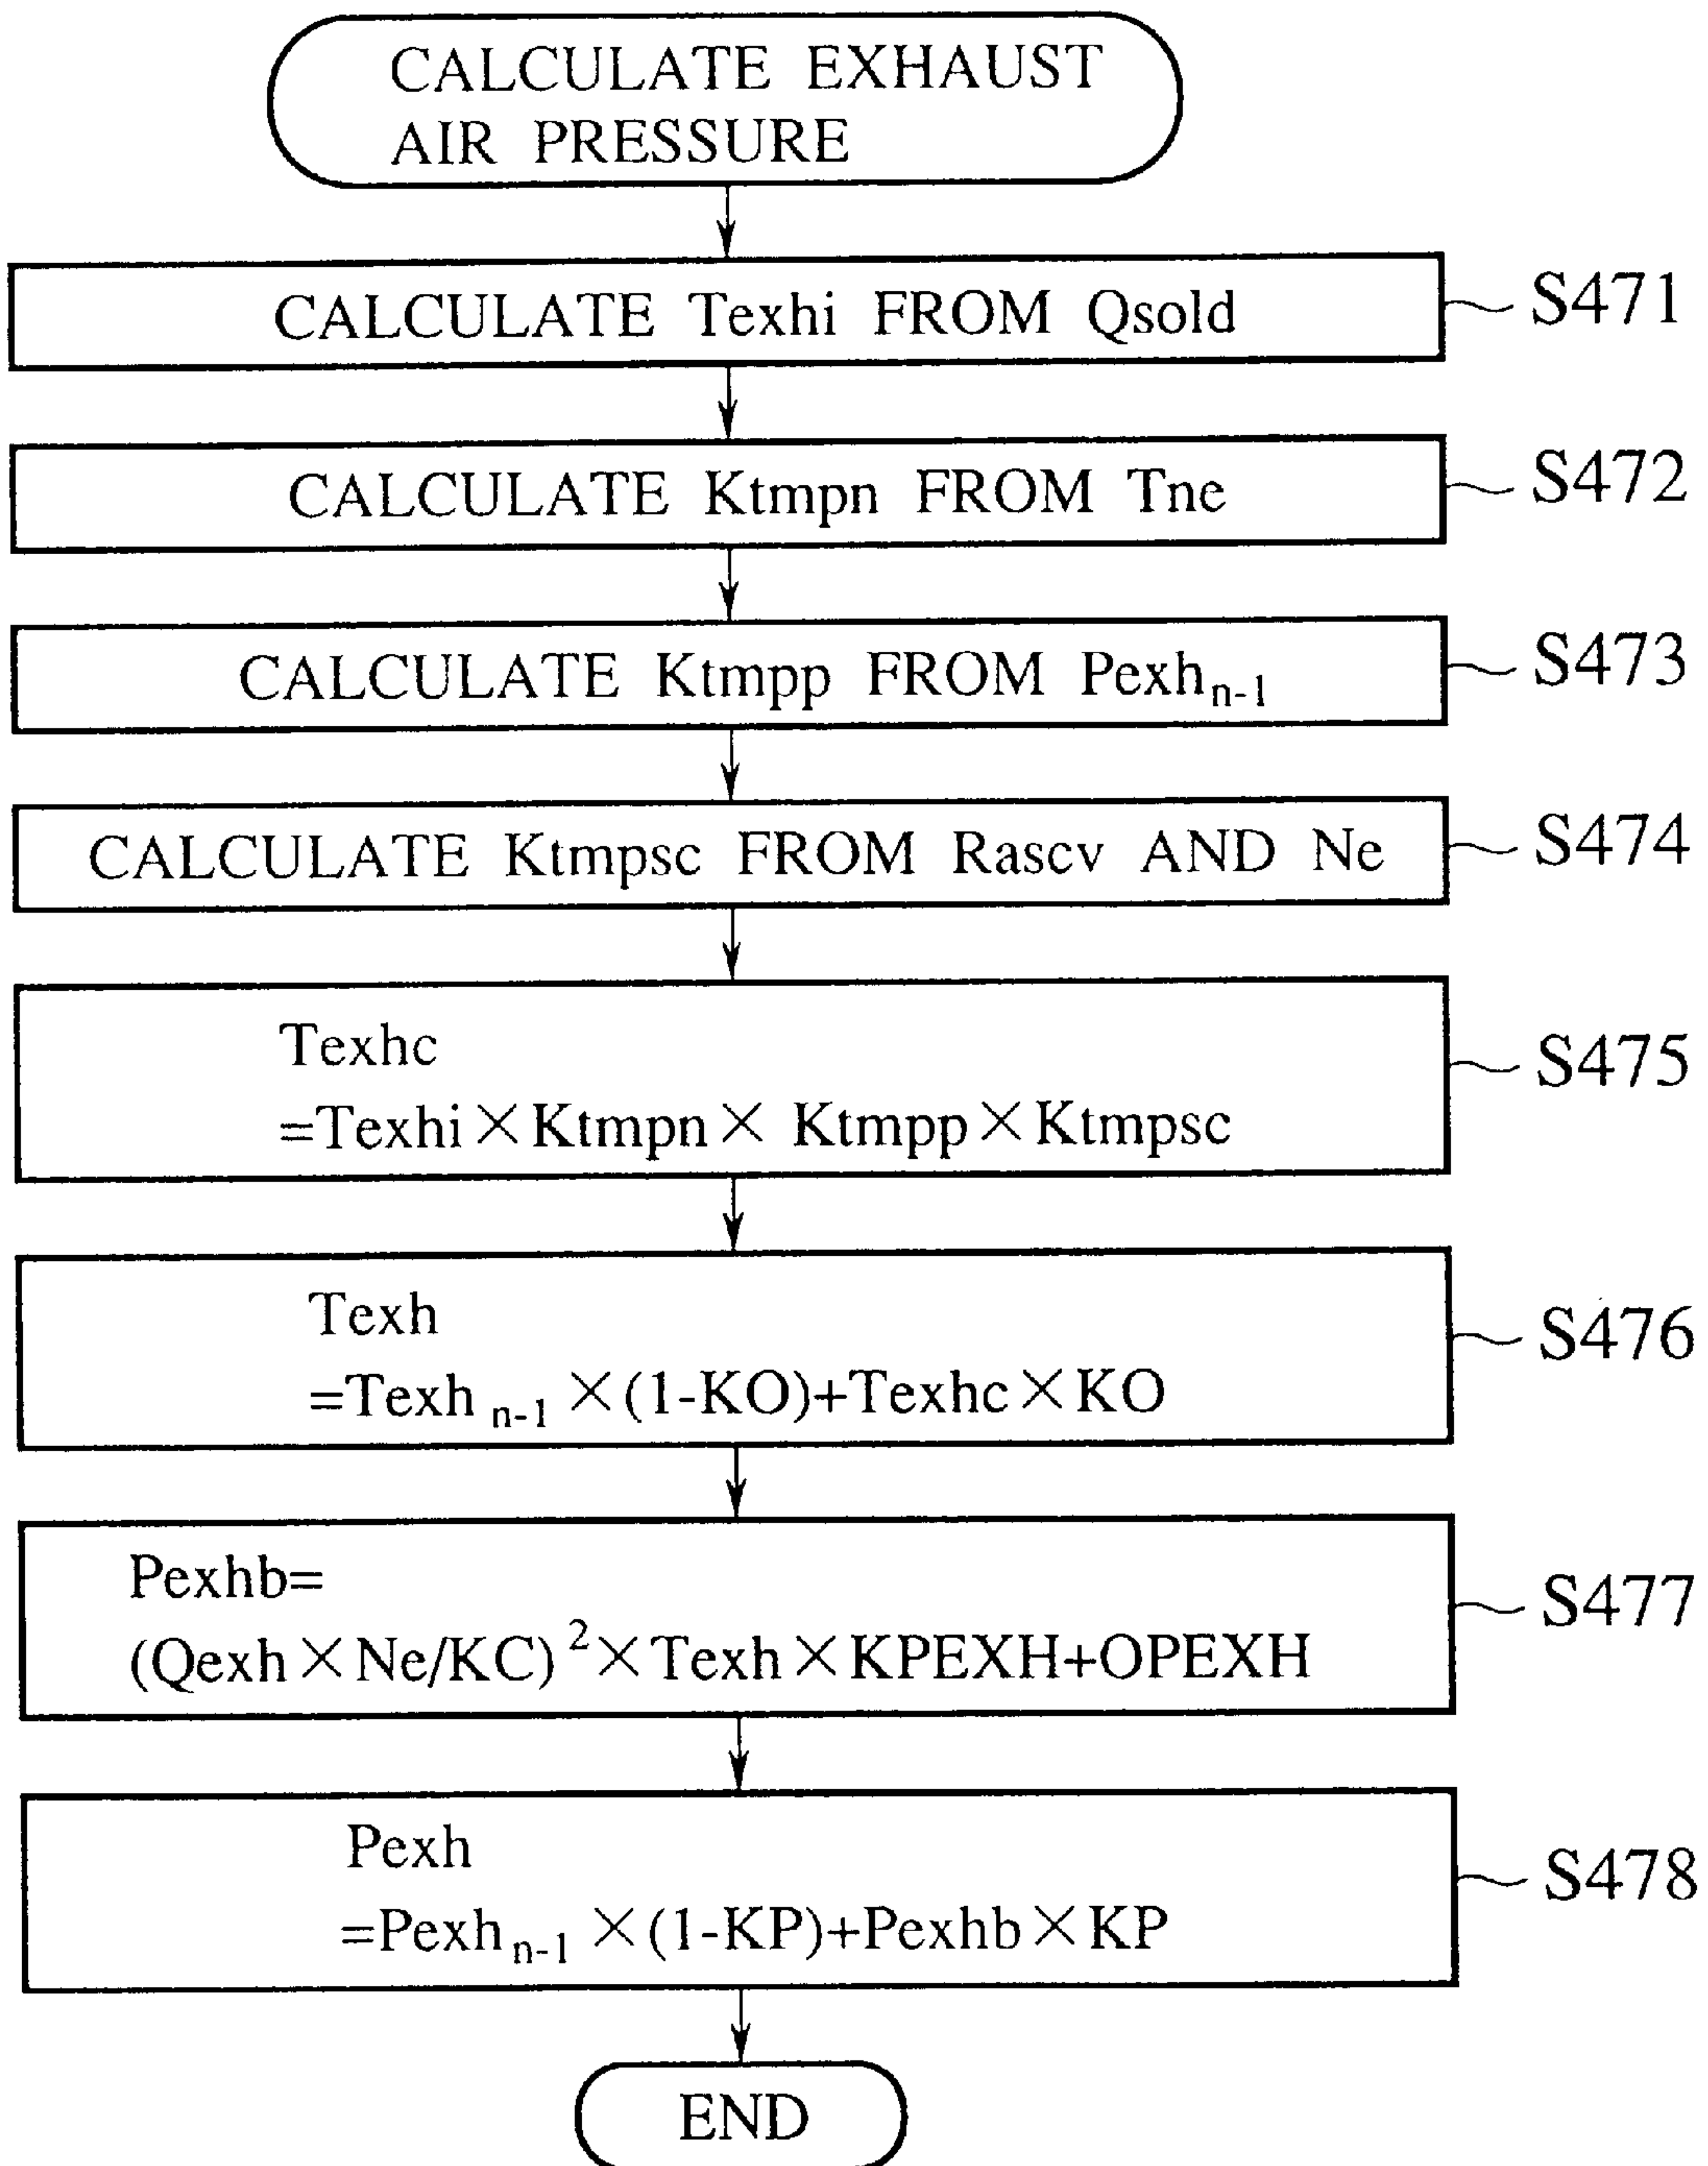 CALCULATE EXHAUST
AIR PRESSURE
CALCULATE Texhi FROM Qsold
S471
CALCULATE Ktmpn FROM Tne
S472
CALCULATE Ktmpp FROM Pexhₙ₋₁
S473
CALCULATE Ktmpsc FROM Rascv AND Ne
S474
Texhc
=Texhi×Ktmpn× Ktmpp×Ktmpsc
S475
Texh
=Texh ₙ₋₁ ×(1-KO)+Texhc×KO
S476
Pexhb=
(Qexh×Ne/KC)²×Texh×KPEXH+OPEXH
S477
Pexh
=Pexhₙ₋₁ ×(1-KP)+Pexhb×KP
S478
END